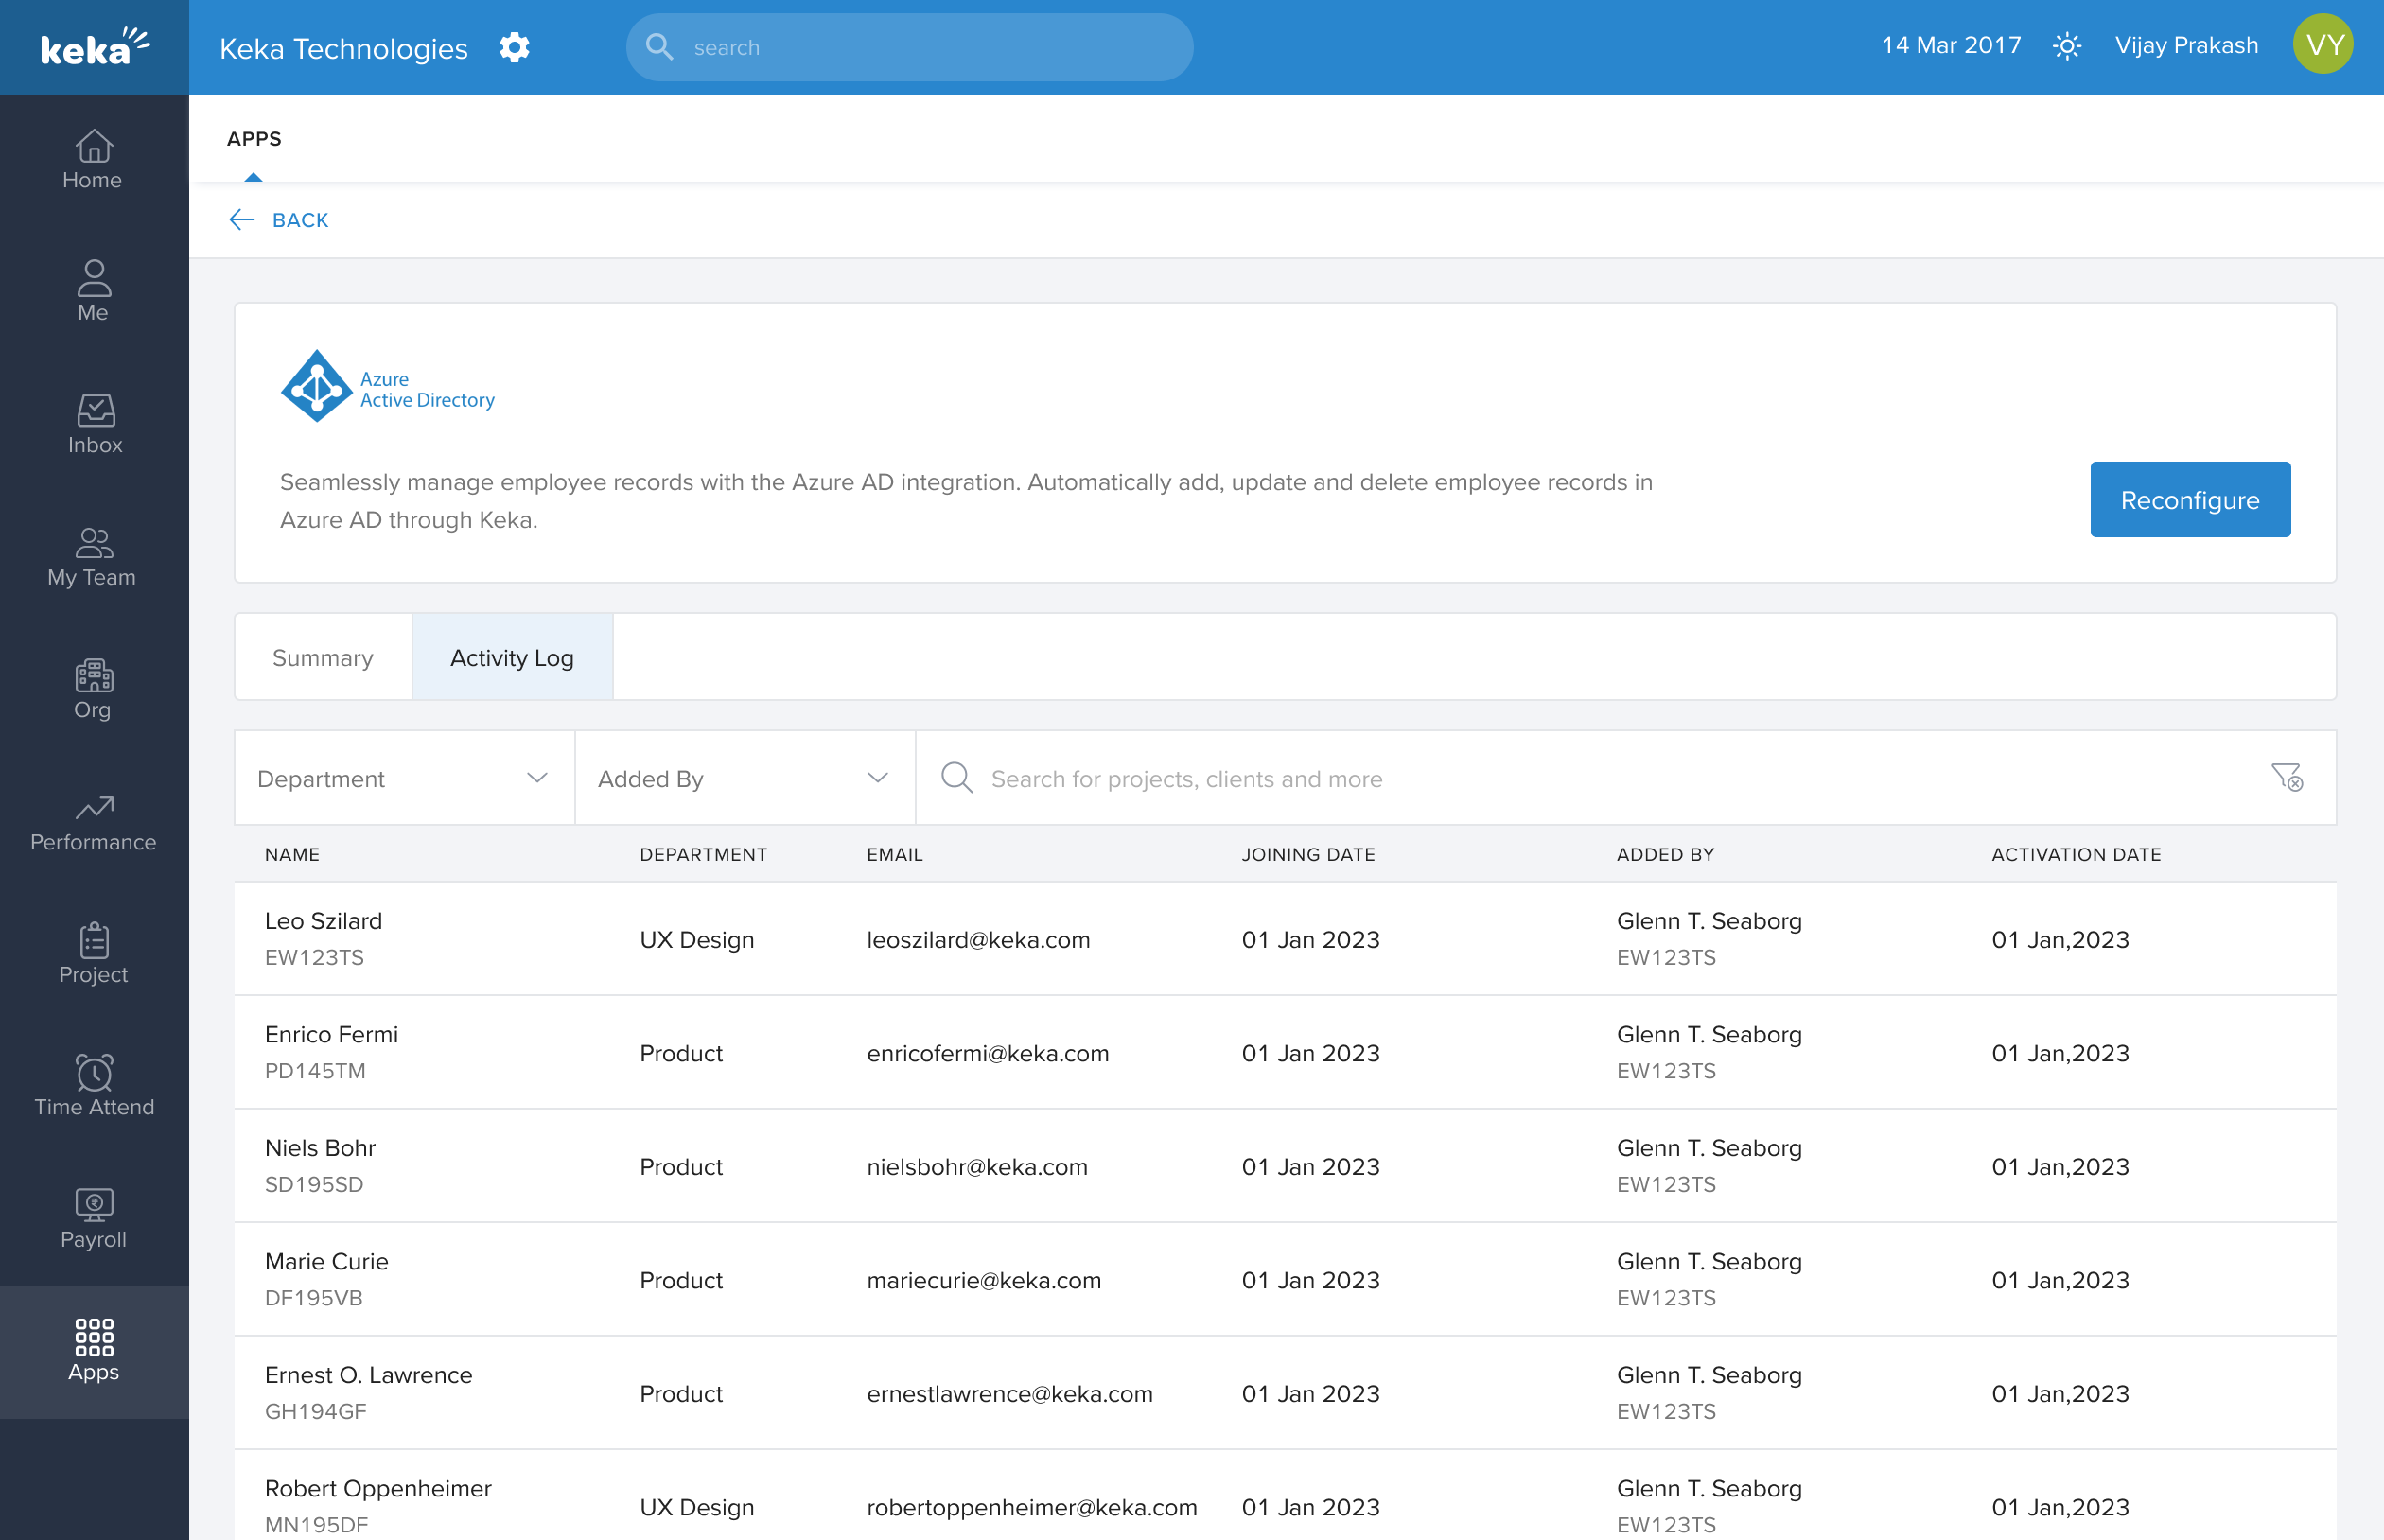 keka
Keka Technologies
search
14 Mar 2017
Vijay Prakash
VY
Home
Me
Inbox
My Team
Org
Performance
Project
Time Attend
Payroll
Apps
APPS
BACK
Azure
Active Directory
Seamlessly manage employee records with the Azure AD integration. Automatically add, update and delete employee records in
Azure AD through Keka.
Reconfigure
Summary
Activity Log
Department
Added By
Search for projects, clients and more
NAME DEPARTMENT EMAIL JOINING DATE ADDED BY ACTIVATION DATE
Leo Szilard
EW123TS
UX Design
leoszilard@keka.com
01 Jan 2023
Glenn T. Seaborg
EW123TS
01 Jan,2023
Enrico Fermi
PD145TM
Product
enricofermi@keka.com
01 Jan 2023
Glenn T. Seaborg
EW123TS
01 Jan,2023
Niels Bohr
SD195SD
Product
nielsbohr@keka.com
01 Jan 2023
Glenn T. Seaborg
EW123TS
01 Jan,2023
Marie Curie
DF195VB
Product
mariecurie@keka.com
01 Jan 2023
Glenn T. Seaborg
EW123TS
01 Jan,2023
Ernest O. Lawrence
GH194GF
Product
ernestlawrence@keka.com
01 Jan 2023
Glenn T. Seaborg
EW123TS
01 Jan,2023
Robert Oppenheimer
MN195DF
UX Design
robertoppenheimer@keka.com
01 Jan 2023
Glenn T. Seaborg
EW123TS
01 Jan,2023